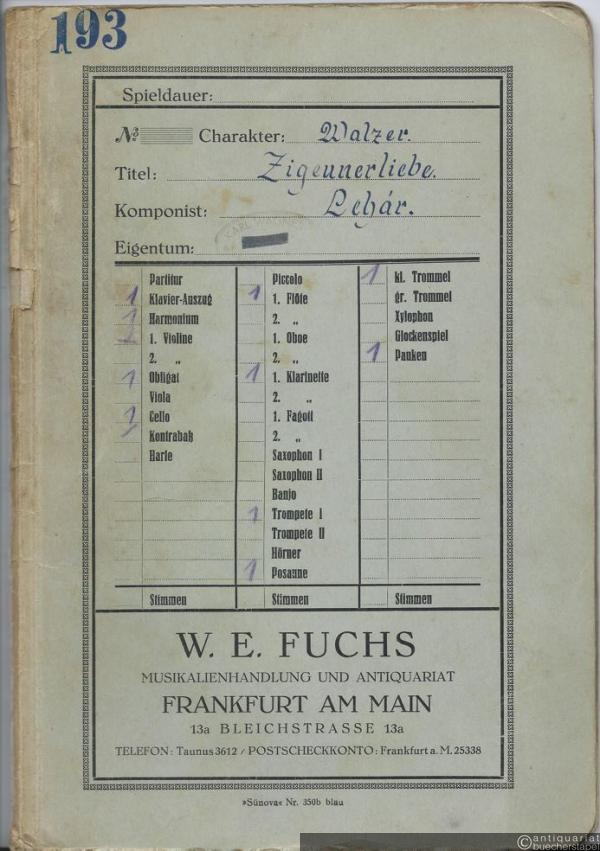 193
Spieldauer:
№ Charakter: Walzer.
Titel: Zigeunerliebe.
Komponist: Lehár.
Eigentum:
Partitur
1 Klavier-Auszug
1 Harmonium
2 1. Violine
2. „
1 Obligat
Viola
1 Cello
1 Kontrabaß
Harfe
Stimmen
Piccolo
1 1. Flöte
2. „
1. Oboe
2. „
1 1. Klarinette
2. „
1. Fagott
2. „
Saxophon I
Saxophon II
Banjo
1 Trompete I
Trompete II
Hörner
1 Posaune
Stimmen
1 kl. Trommel
gr. Trommel
Xylophon
Glockenspiel
1 Pauken
Stimmen
W. E. FUCHS
MUSIKALIENHANDLUNG UND ANTIQUARIAT
FRANKFURT AM MAIN
13a BLEICHSTRASSE 13a
TELEFON: Taunus 3612 / POSTSCHECKKONTO: Frankfurt a. M. 25338
»Sünova« Nr. 350b blau
antiquariat
buecherstapel